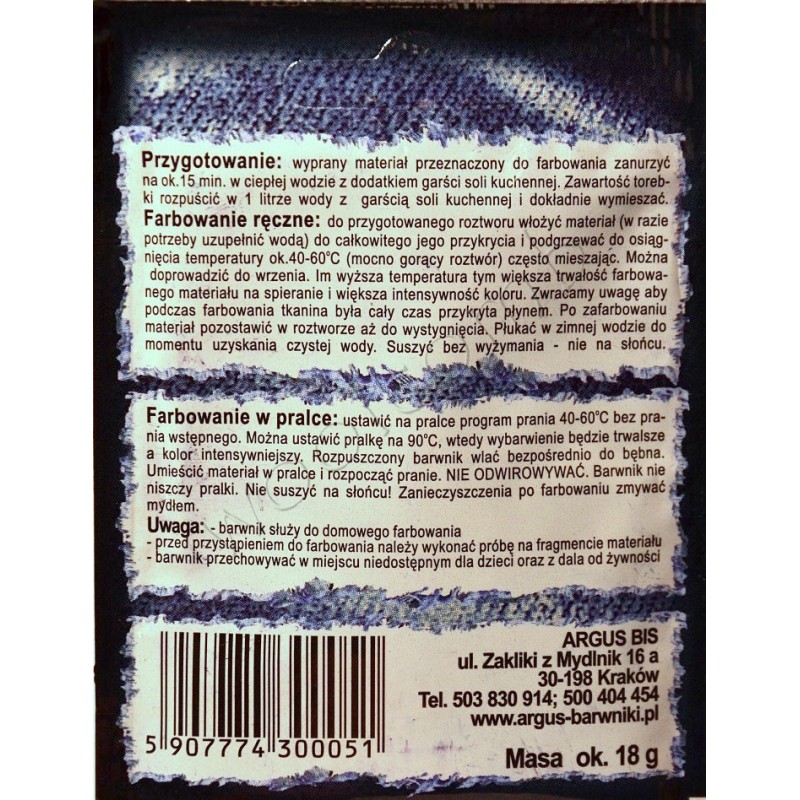 Przygotowanie: wyprany materiał przeznaczony do farbowania zanurzyć
na ok.15 min. w ciepłej wodzie z dodatkiem garści soli kuchennej. Zawartość toreb-
ki rozpuścić w 1 litrze wody z garścią soli kuchennej i dokładnie wymieszać.
Farbowanie ręczne: do przygotowanego roztworu włożyć materiał (w razie
potrzeby uzupełnić wodą) do całkowitego jego przykrycia i podgrzewać do osiąg-
nięcia temperatury ok.40-60°C (mocno gorący roztwór) często mieszając. Można
doprowadzić do wrzenia. Im wyższa temperatura tym większa trwałość farbowa-
nego materiału na spieranie i większa intensywność koloru. Zwracamy uwagę aby
podczas farbowania tkanina była cały czas przykryta płynem. Po zafarbowaniu
materiał pozostawić w roztworze aż do wystygnięcia. Płukać w zimnej wodzie do
momentu uzyskania czystej wody. Suszyć bez wyżymania - nie na słońcu.
Farbowanie w pralce: ustawić na pralce program prania 40-60°C bez pra-
nia wstępnego. Można ustawić pralkę na 90°C, wtedy wybarwienie będzie trwalsze
a kolor intensywniejszy. Rozpuszczony barwnik wlać bezpośrednio do bębna.
Umieścić materiał w pralce i rozpocząć pranie. NIE ODWIROWYWAĆ. Barwnik nie
niszczy pralki. Nie suszyć na słońcu! Zanieczyszczenia po farbowaniu zmywać
mydłem.
Uwaga: - barwnik służy do domowego farbowania
- przed przystąpieniem do farbowania należy wykonać próbę na fragmencie materiału
- barwnik przechowywać w miejscu niedostępnym dla dzieci oraz z dala od żywności
ARGUS BIS
ul. Zakliki z Mydlnik 16 a
30-198 Kraków
Tel. 503 830 914; 500 404 454
www.argus-barwniki.pl
5 907774 300051
Masa ok. 18 g